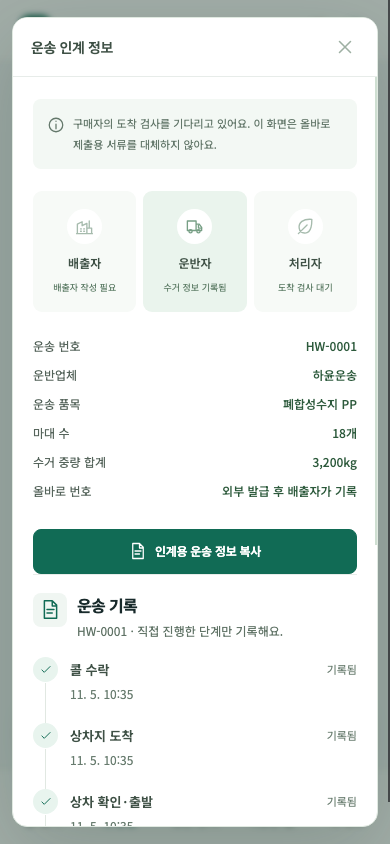 운송 인계 정보
구매자의 도착 검사를 기다리고 있어요. 이 화면은 올바로
제출용 서류를 대체하지 않아요.
배출자
배출자 작성 필요
운반자
수거 정보 기록됨
처리자
도착 검사 대기
운송 번호 HW-0001
운반업체 하윤운송
운송 품목 폐합성수지 PP
마대 수 18개
수거 중량 합계 3,200kg
올바로 번호 외부 발급 후 배출자가 기록
인계용 운송 정보 복사
운송 기록
HW-0001 · 직접 진행한 단계만 기록해요.
콜 수락 기록됨
11. 5. 10:35
상차지 도착 기록됨
11. 5. 10:35
상차 확인·출발 기록됨
11. 5. 10:35